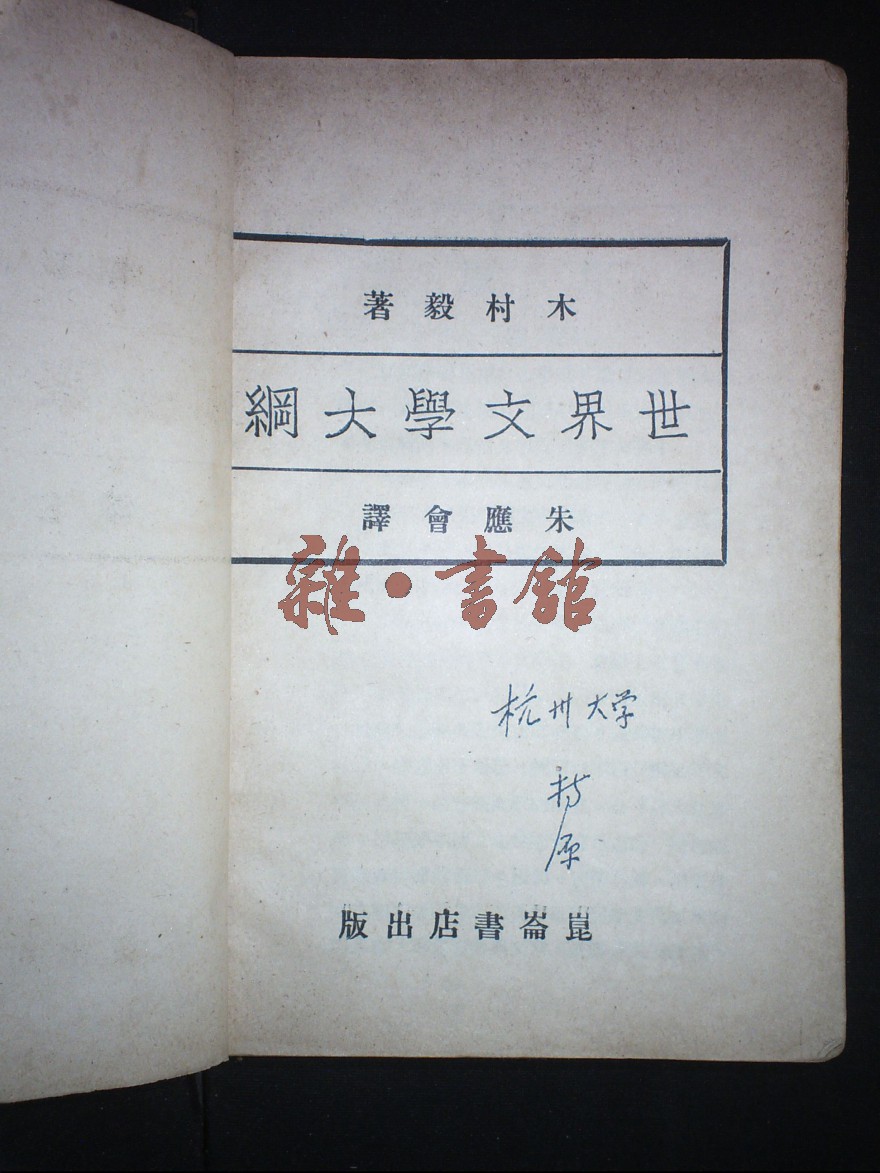 木村毅著
世界文學大綱
朱應會譯
雜·書館
杭州大学
崑崙書店出版